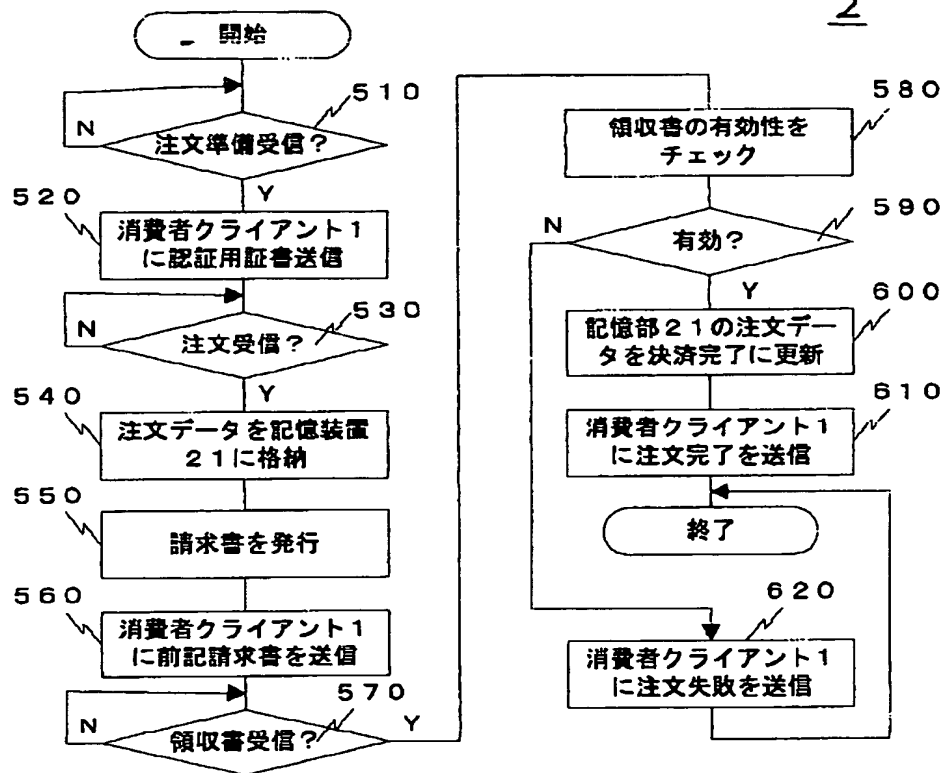 2
開始
510
N
注文準備受信?
Y
520
消費者クライアント1
に認証用証書送信
530
N
注文受信?
Y
540
注文データを記憶装置
21に格納
550
請求書を発行
560
消費者クライアント1
に前記請求書を送信
570
N
領収書受信?
Y
580
領収書の有効性を
チェック
590
N
有効?
Y
600
記憶部21の注文デー
タを決済完了に更新
610
消費者クライアント1
に注文完了を送信
終了
620
消費者クライアント1
に注文失敗を送信